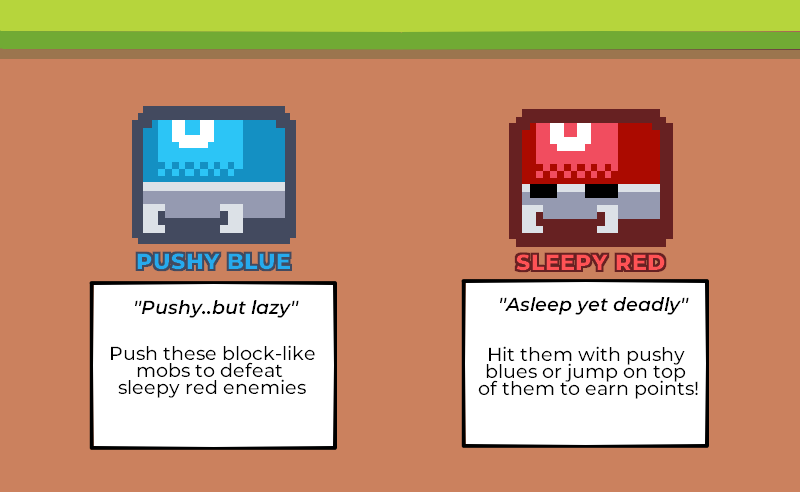 PUSHY BLUE
"Pushy..but lazy"
Push these block-like
mobs to defeat
sleepy red enemies
SLEEPY RED
"Asleep yet deadly"
Hit them with pushy
blues or jump on top
of them to earn points!